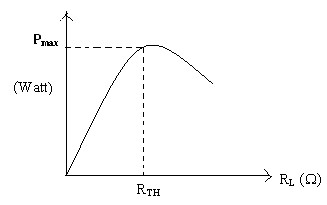 Pmax
(Watt)
RTH
RL (Ω)